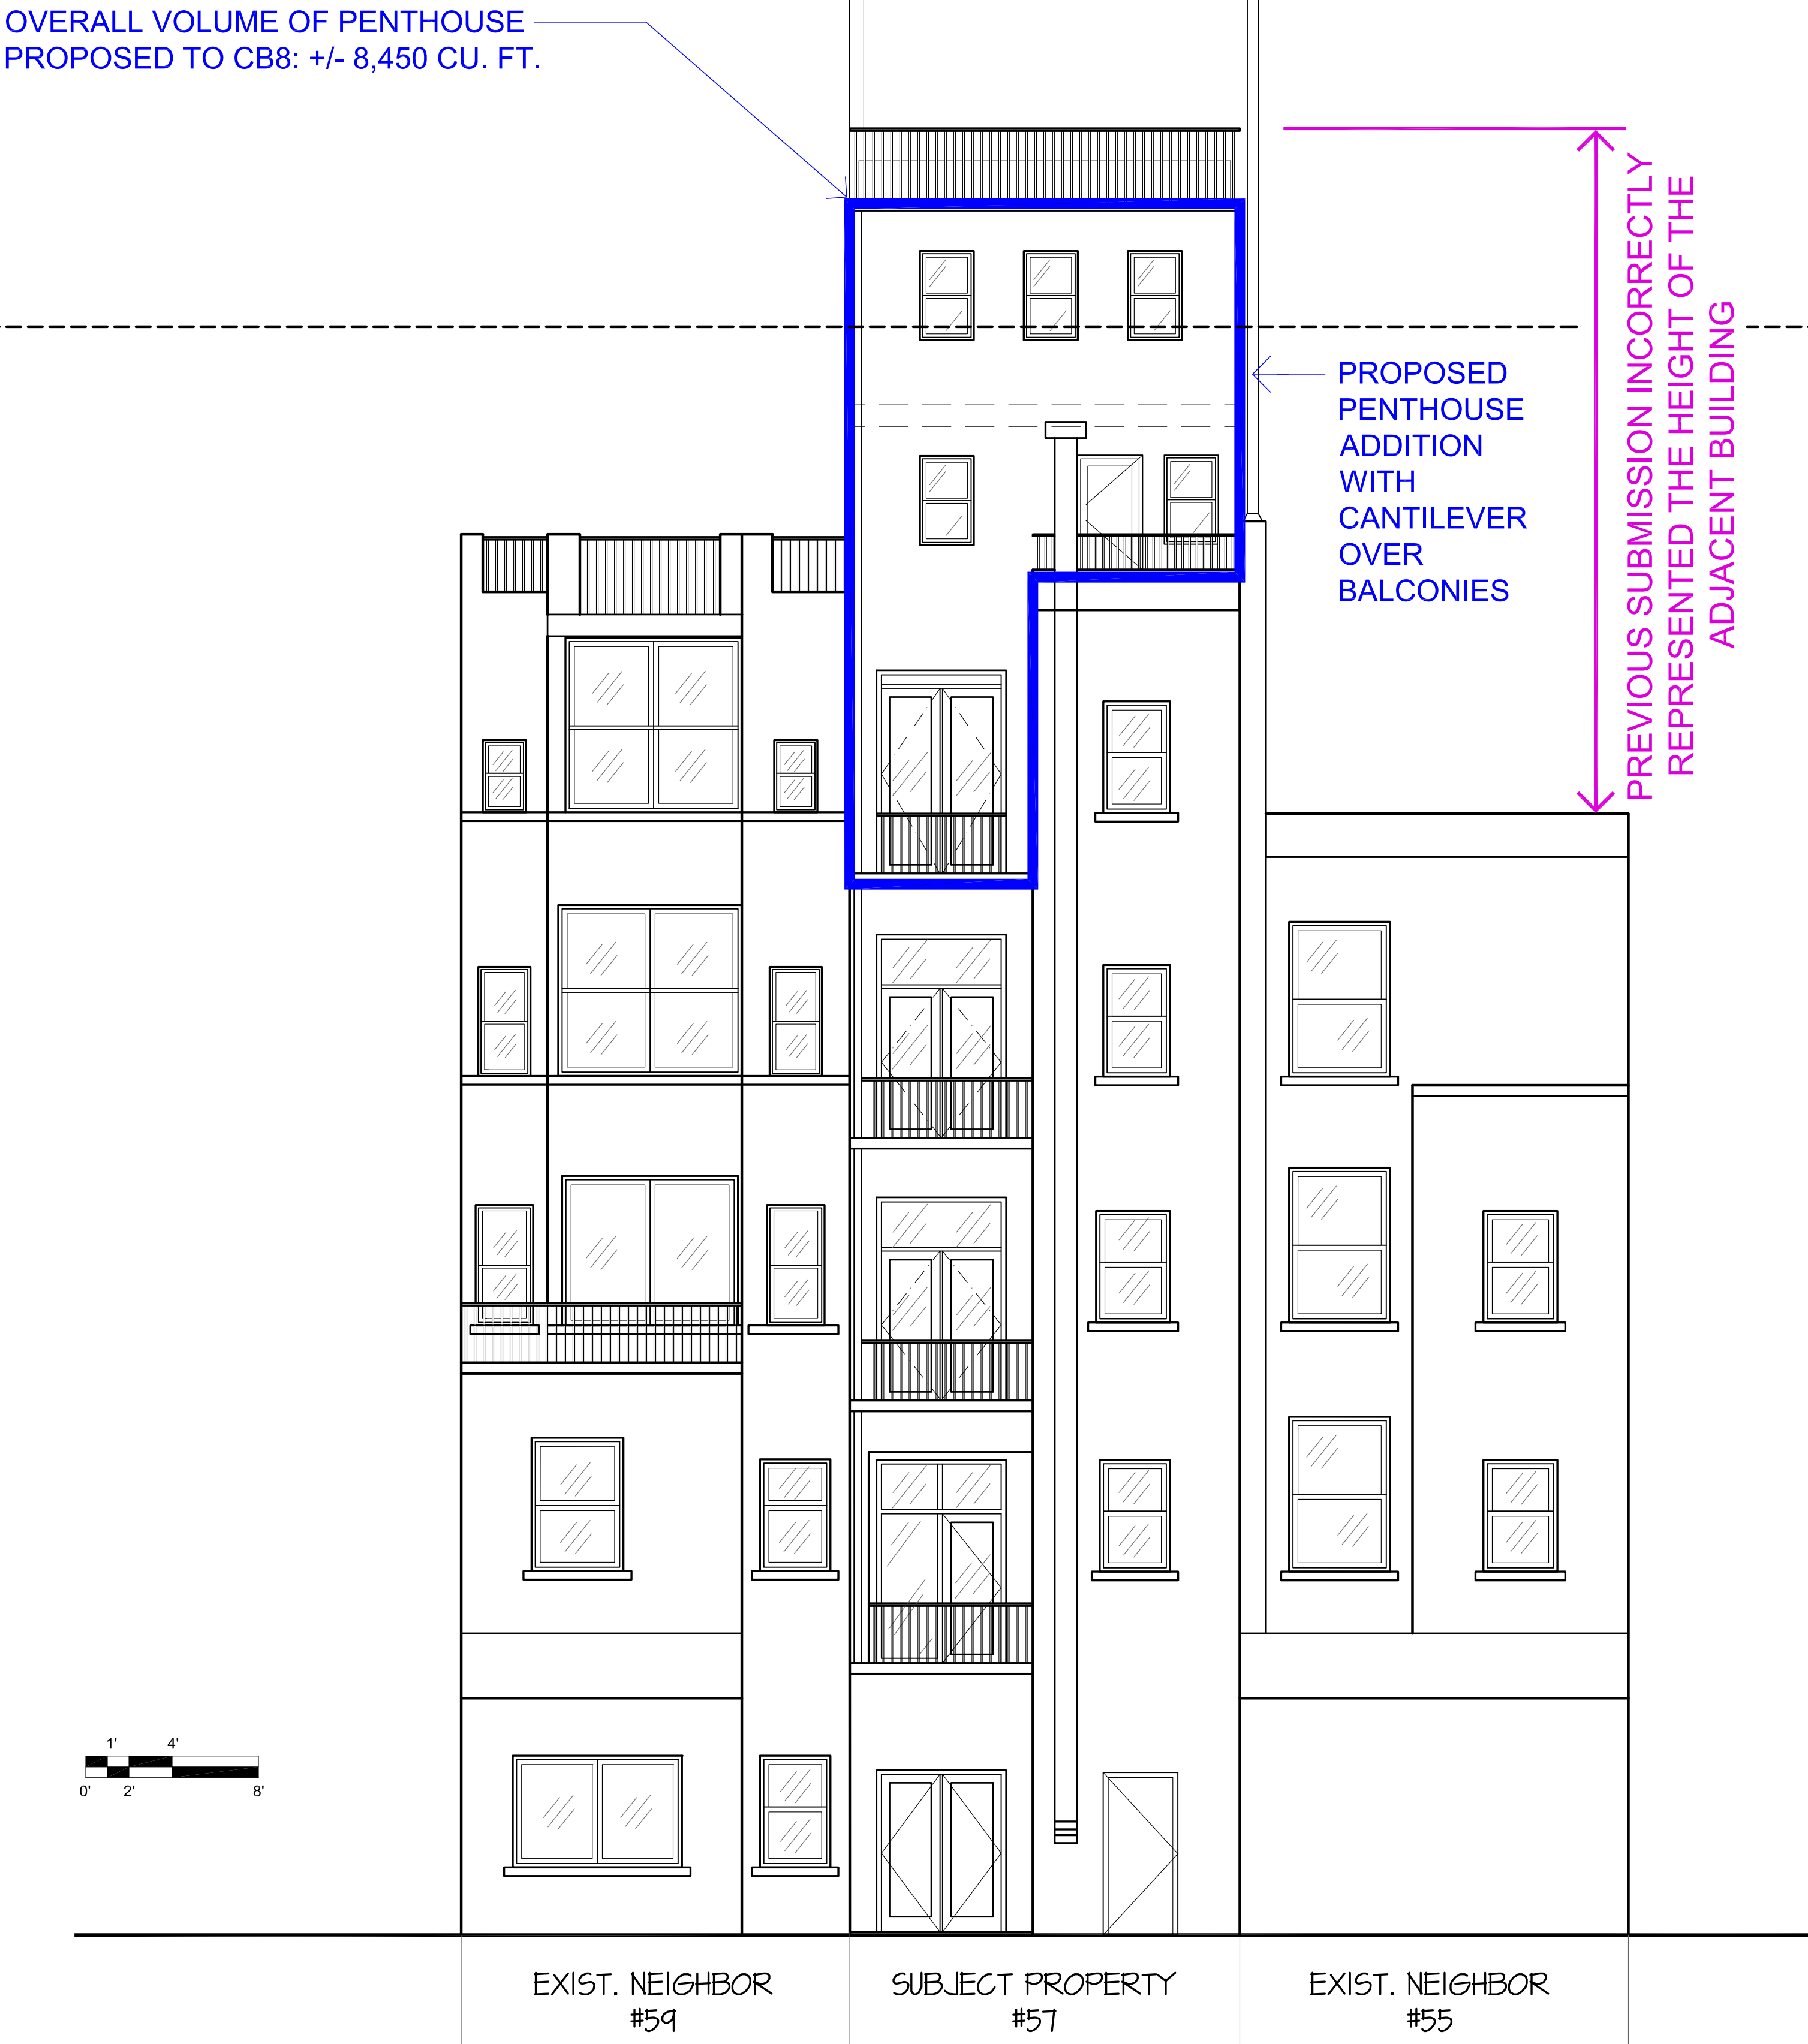 OVERALL VOLUME OF PENTHOUSE
PROPOSED TO CB8: +/- 8,450 CU. FT.
PREVIOUS SUBMISSION INCORRECTLY
REPRESENTED THE HEIGHT OF THE
ADJACENT BUILDING
PROPOSED
PENTHOUSE
ADDITION
WITH
CANTILEVER
OVER
BALCONIES
1' 4'
0' 2' 8'
EXIST. NEIGHBOR
#59
SUBJECT PROPERTY
#57
EXIST. NEIGHBOR
#55